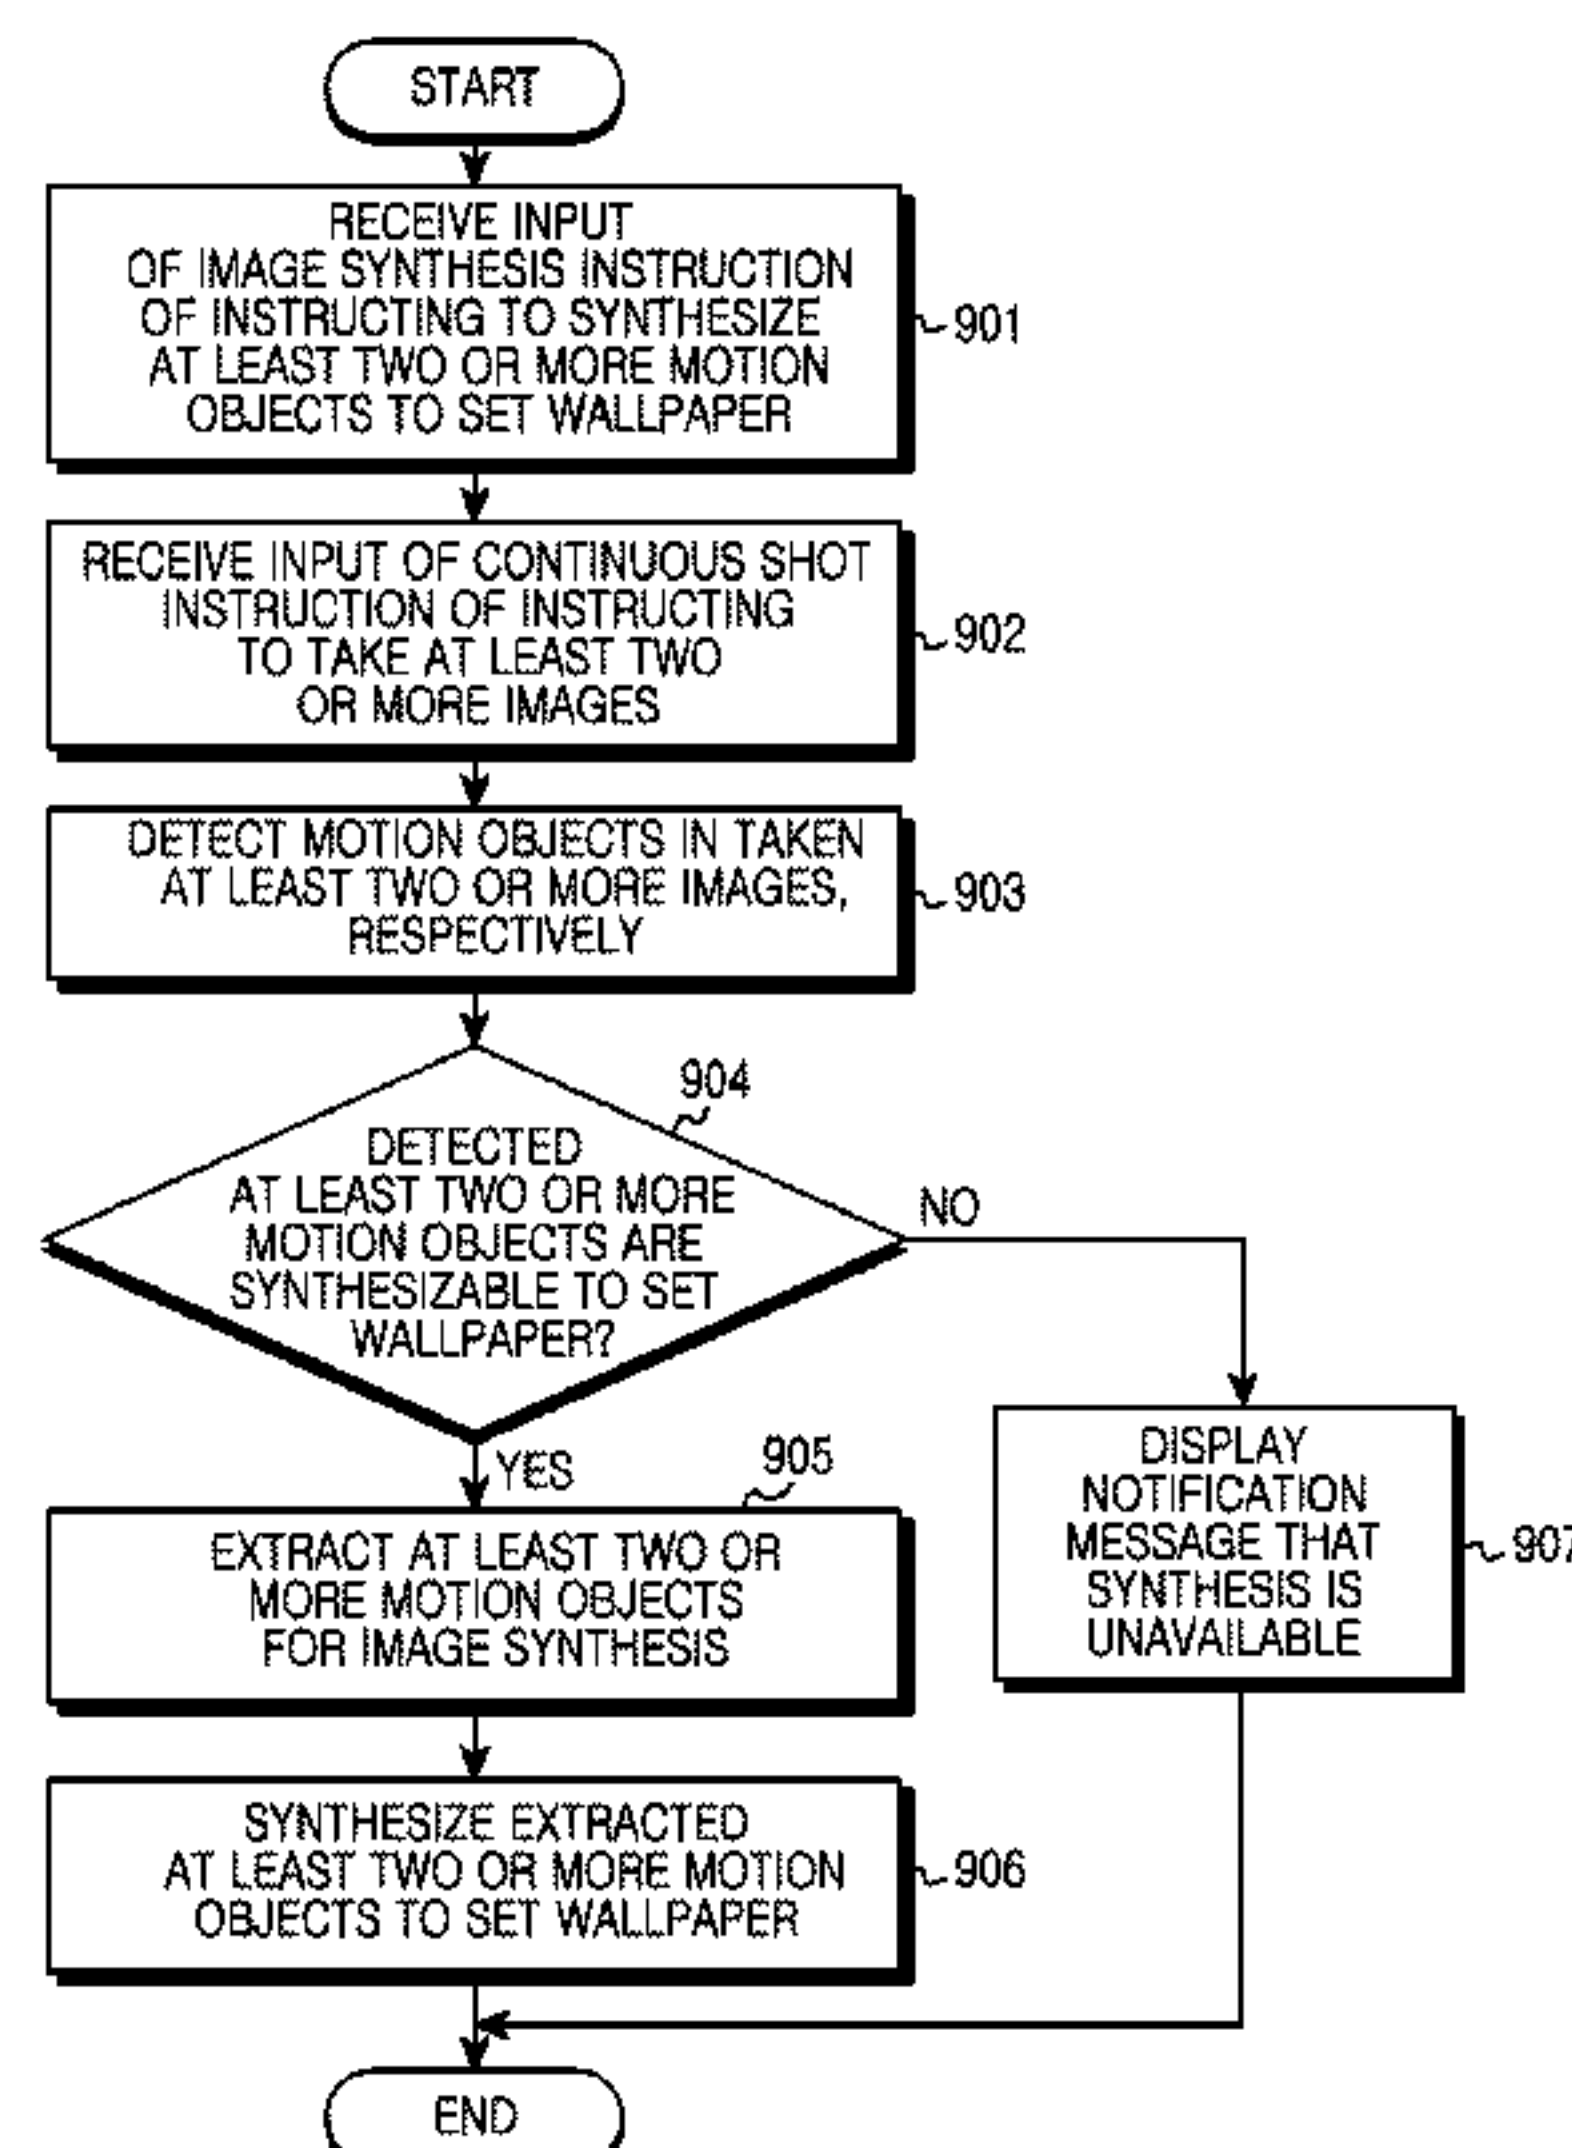 START
RECEIVE INPUT
OF IMAGE SYNTHESIS INSTRUCTION
OF INSTRUCTING TO SYNTHESIZE
AT LEAST TWO OR MORE MOTION
OBJECTS TO SET WALLPAPER
901
RECEIVE INPUT OF CONTINUOUS SHOT
INSTRUCTION OF INSTRUCTING
TO TAKE AT LEAST TWO
OR MORE IMAGES
902
DETECT MOTION OBJECTS IN TAKEN
AT LEAST TWO OR MORE IMAGES,
RESPECTIVELY
903
904
DETECTED
AT LEAST TWO OR MORE
MOTION OBJECTS ARE
SYNTHESIZABLE TO SET
WALLPAPER?
NO
YES
905
EXTRACT AT LEAST TWO OR
MORE MOTION OBJECTS
FOR IMAGE SYNTHESIS
DISPLAY
NOTIFICATION
MESSAGE THAT
SYNTHESIS IS
UNAVAILABLE
907
SYNTHESIZE EXTRACTED
AT LEAST TWO OR MORE MOTION
OBJECTS TO SET WALLPAPER
906
END